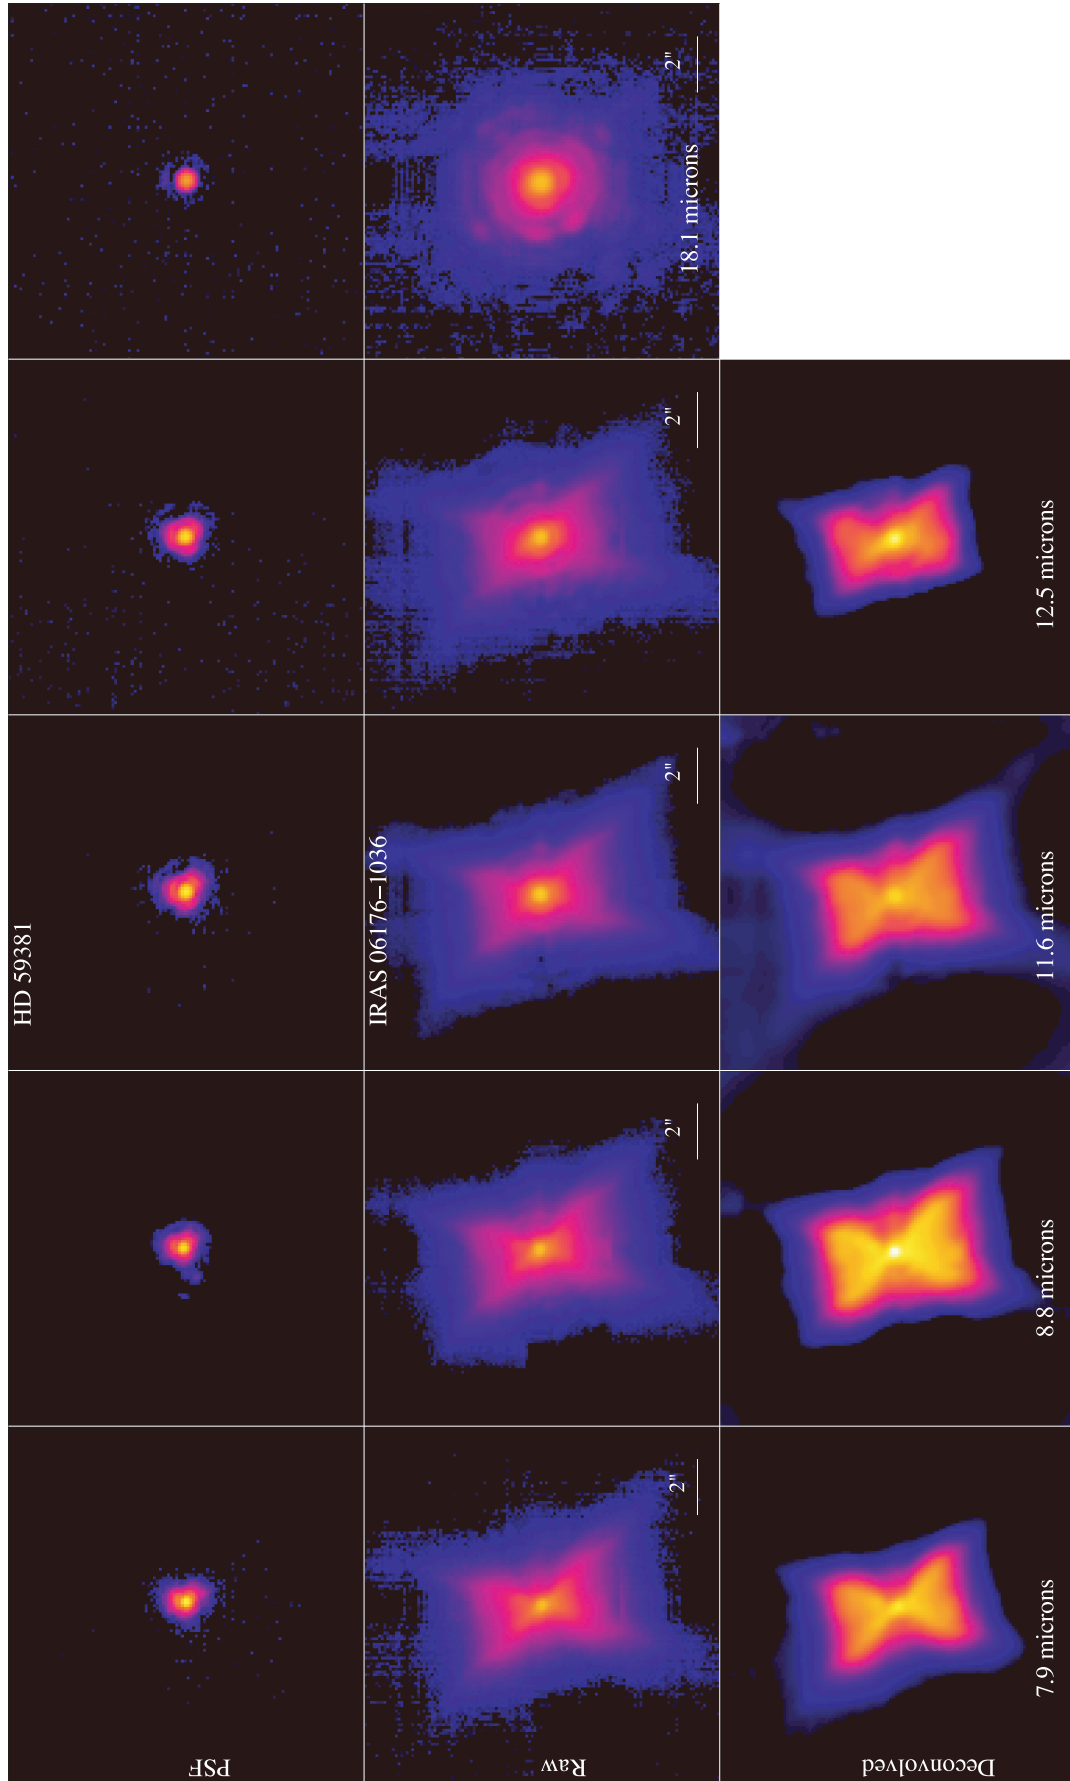 HD 59381
PSF
IRAS 06176−1036
2"
2"
2"
2"
2"
Raw
18.1 microns
12.5 microns
11.6 microns
8.8 microns
7.9 microns
Deconvolved